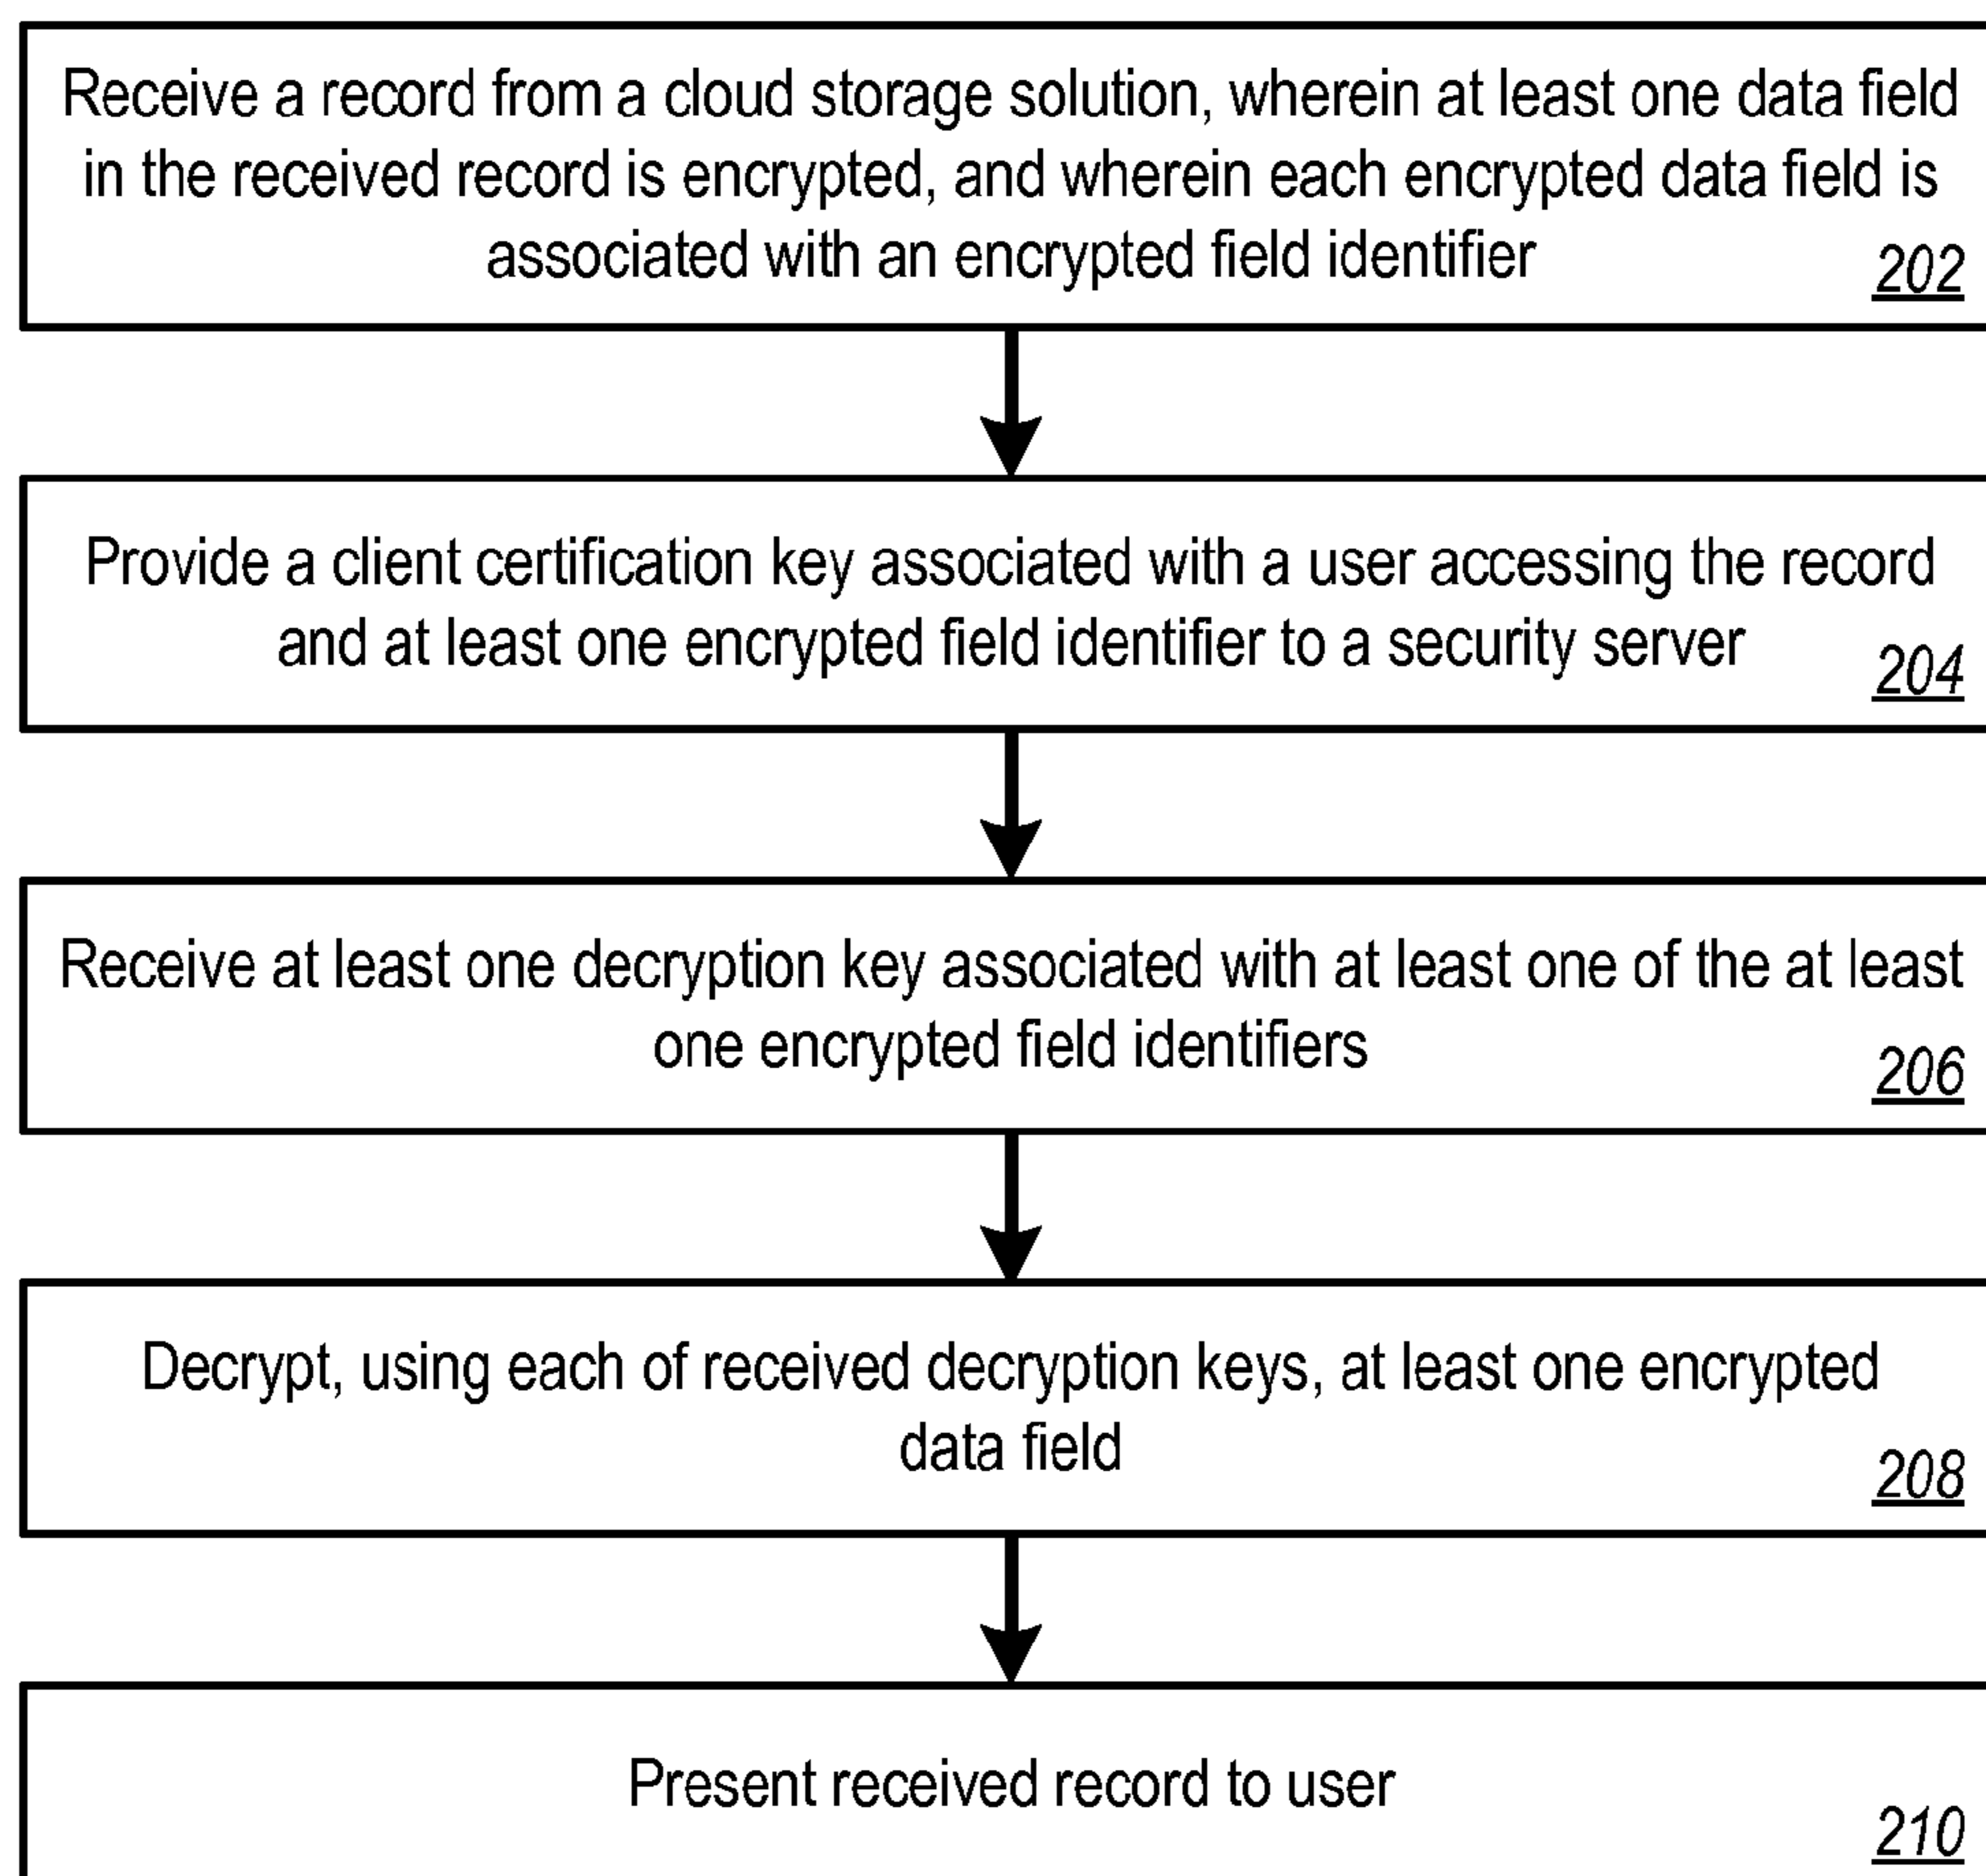 Receive a record from a cloud storage solution, wherein at least one data field
in the received record is encrypted, and wherein each encrypted data field is
associated with an encrypted field identifier
202
Provide a client certification key associated with a user accessing the record
and at least one encrypted field identifier to a security server
204
Receive at least one decryption key associated with at least one of the at least
one encrypted field identifiers
206
Decrypt, using each of received decryption keys, at least one encrypted
data field
208
Present received record to user
210